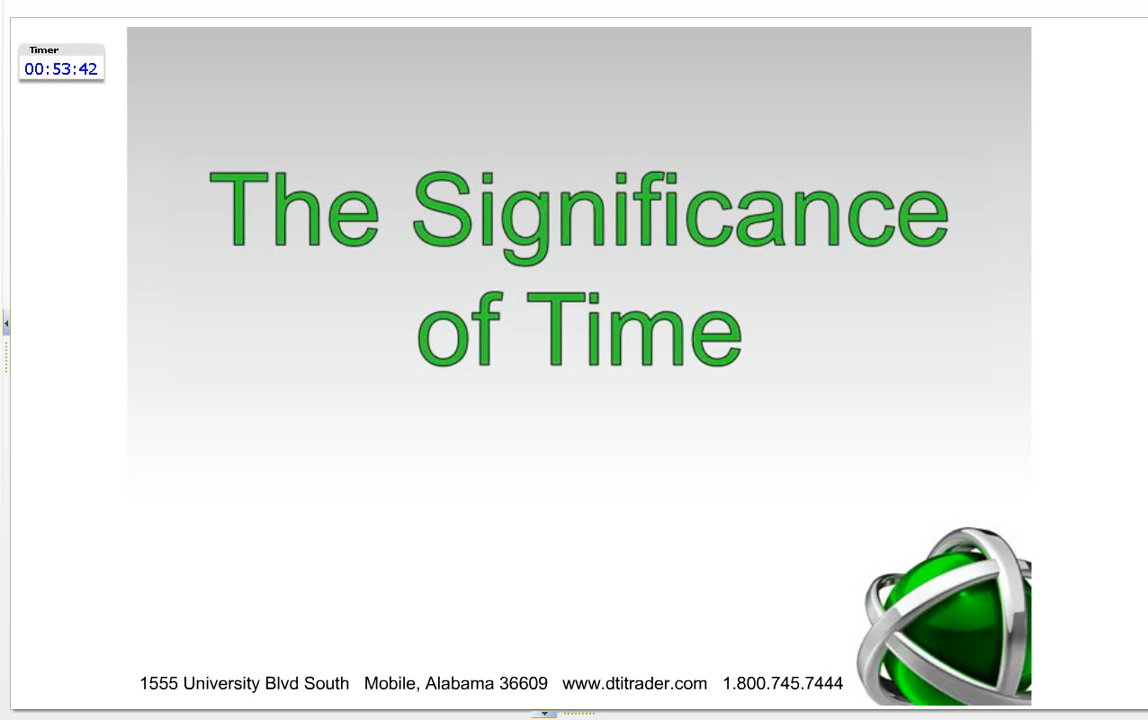 Timer
00:53:42
The Significance
of Time
1555 University Blvd South Mobile, Alabama 36609 www.dtitrader.com 1.800.745.7444